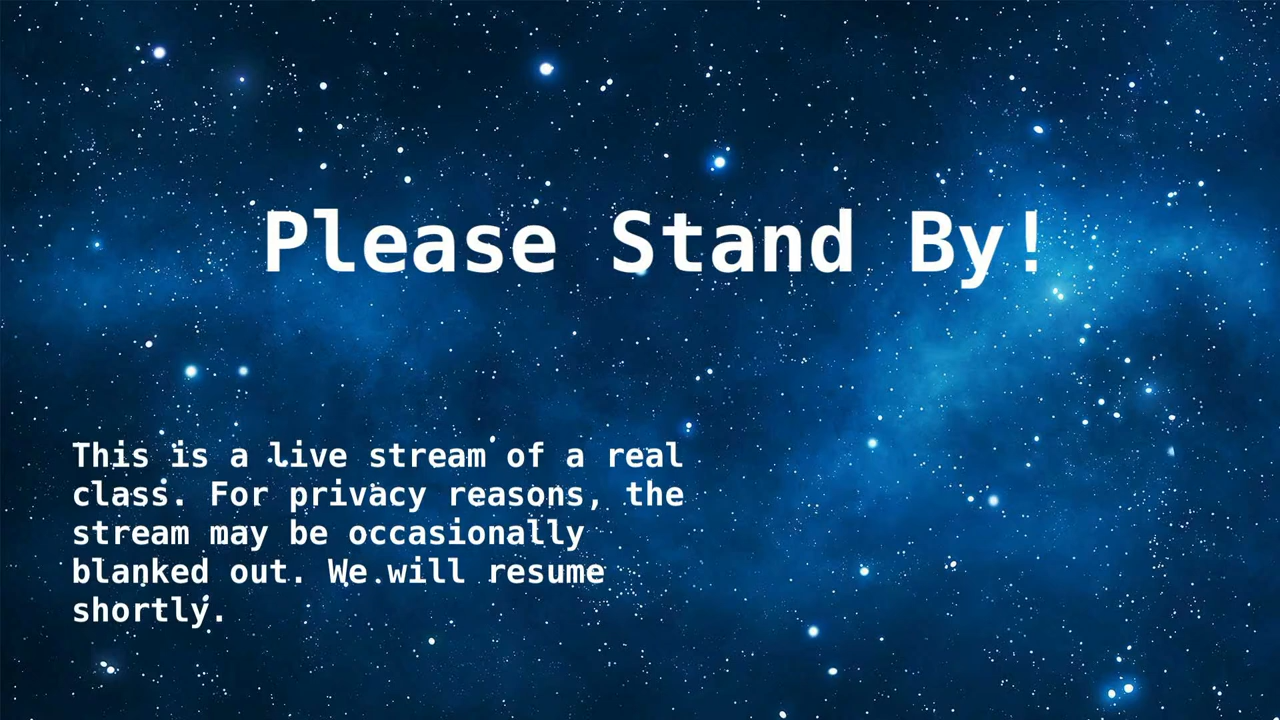 Please Stand By!
This is a live stream of a real
class. For privacy reasons, the
stream may be occasionally
blanked out. We will resume
shortly.